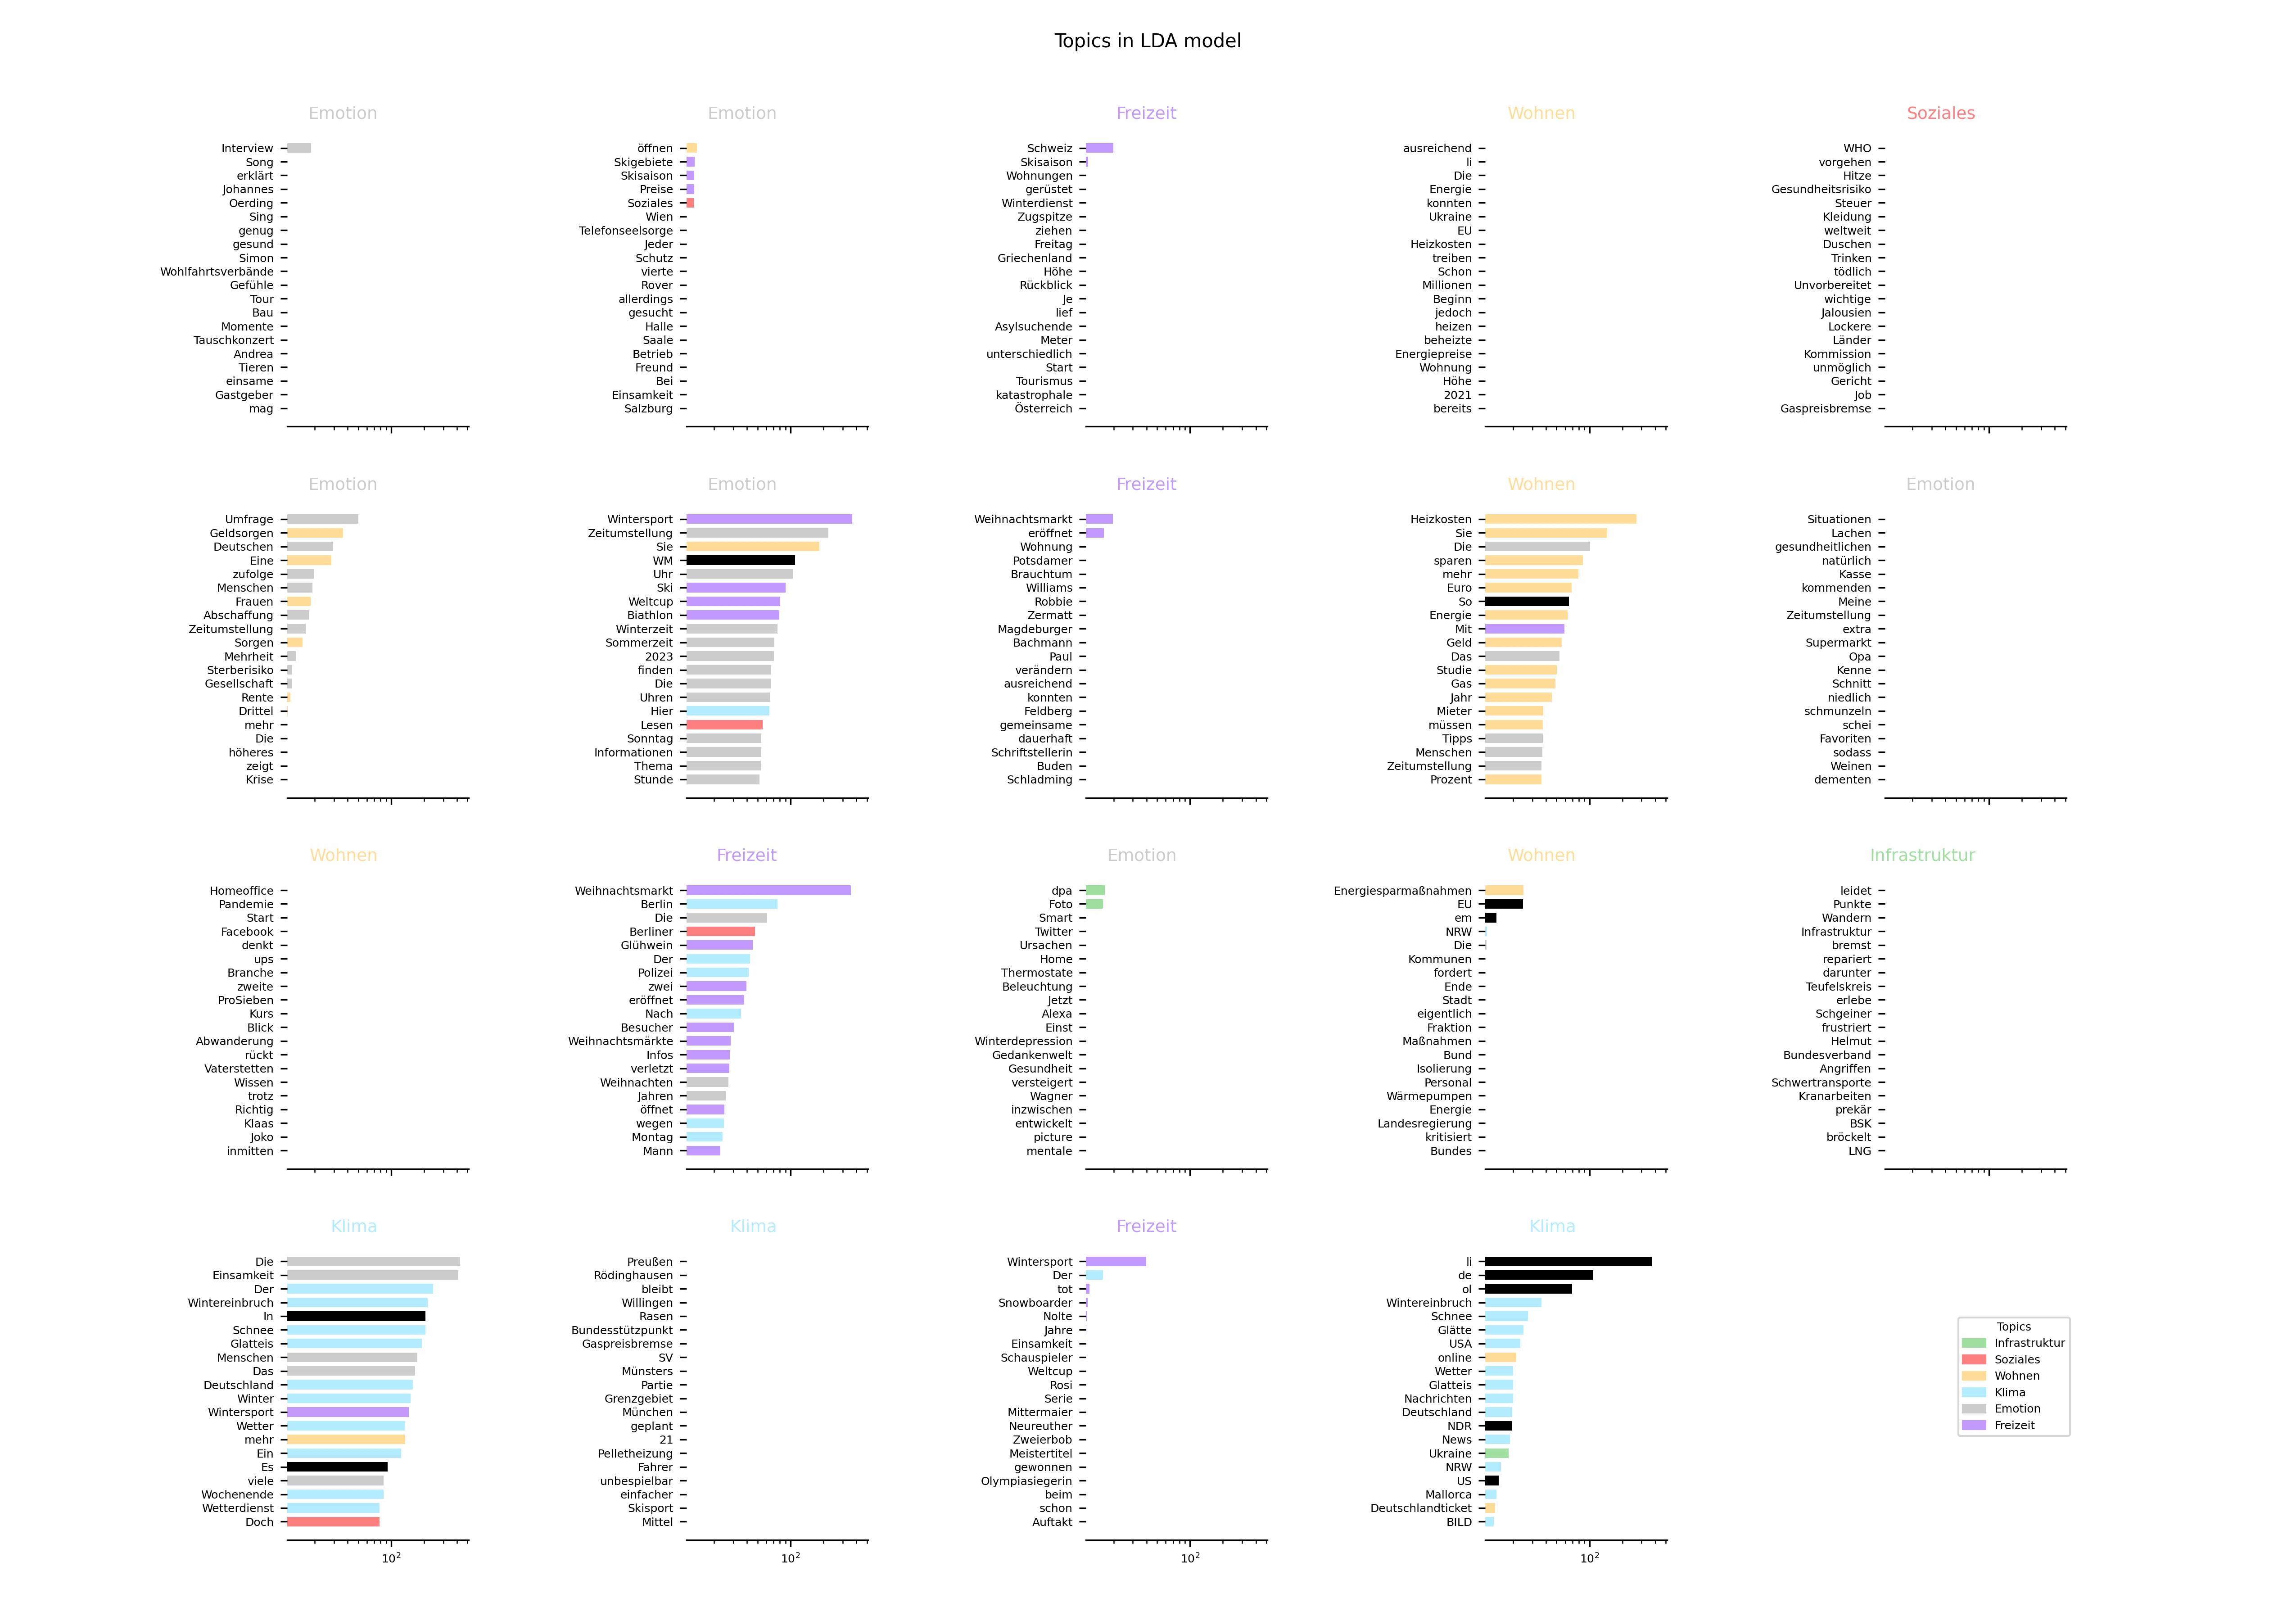 Topics in LDA model
Emotion
Interview
Song
erklärt
Johannes
Oerding
Sing
genug
gesund
Simon
Wohlfahrtsverbände
Gefühle
Tour
Bau
Momente
Tauschkonzert
Andrea
Tieren
einsame
Gastgeber
mag
Emotion
öffnen
Skigebiete
Skisaison
Preise
Soziales
Wien
Telefonseelsorge
Jeder
Schutz
vierte
Rover
allerdings
gesucht
Halle
Saale
Betrieb
Freund
Bei
Einsamkeit
Salzburg
Freizeit
Schweiz
Skisaison
Wohnungen
gerüstet
Winterdienst
Zugspitze
ziehen
Freitag
Griechenland
Höhe
Rückblick
Je
lief
Asylsuchende
Meter
unterschiedlich
Start
Tourismus
katastrophale
Österreich
Wohnen
ausreichend
li
Die
Energie
konnten
Ukraine
EU
Heizkosten
treiben
Schon
Millionen
Beginn
jedoch
heizen
beheizte
Energiepreise
Wohnung
Höhe
2021
bereits
Soziales
WHO
vorgehen
Hitze
Gesundheitsrisiko
Steuer
Kleidung
weltweit
Duschen
Trinken
tödlich
Unvorbereitet
wichtige
Jalousien
Lockere
Länder
Kommission
unmöglich
Gericht
Job
Gaspreisbremse
Emotion
Umfrage
Geldsorgen
Deutschen
Eine
zufolge
Menschen
Frauen
Abschaffung
Zeitumstellung
Sorgen
Mehrheit
Sterberisiko
Gesellschaft
Rente
Drittel
mehr
Die
höheres
zeigt
Krise
Emotion
Wintersport
Zeitumstellung
Sie
WM
Uhr
Ski
Weltcup
Biathlon
Winterzeit
Sommerzeit
2023
finden
Die
Uhren
Hier
Lesen
Sonntag
Informationen
Thema
Stunde
Freizeit
Weihnachtsmarkt
eröffnet
Wohnung
Potsdamer
Brauchtum
Williams
Robbie
Zermatt
Magdeburger
Bachmann
Paul
verändern
ausreichend
konnten
Feldberg
gemeinsame
dauerhaft
Schriftstellerin
Buden
Schladming
Wohnen
Heizkosten
Sie
Die
sparen
mehr
Euro
So
Energie
Mit
Geld
Das
Studie
Gas
Jahr
Mieter
müssen
Tipps
Menschen
Zeitumstellung
Prozent
Emotion
Situationen
Lachen
gesundheitlichen
natürlich
Kasse
kommenden
Meine
Zeitumstellung
extra
Supermarkt
Opa
Kenne
Schnitt
niedlich
schmunzeln
schei
Favoriten
sodass
Weinen
dementen
Wohnen
Homeoffice
Pandemie
Start
Facebook
denkt
ups
Branche
zweite
ProSieben
Kurs
Blick
Abwanderung
rückt
Vaterstetten
Wissen
trotz
Richtig
Klaas
Joko
inmitten
Freizeit
Weihnachtsmarkt
Berlin
Die
Berliner
Glühwein
Der
Polizei
zwei
eröffnet
Nach
Besucher
Weihnachtsmärkte
Infos
verletzt
Weihnachten
Jahren
öffnet
wegen
Montag
Mann
Emotion
dpa
Foto
Smart
Twitter
Ursachen
Home
Thermostate
Beleuchtung
Jetzt
Alexa
Einst
Winterdepression
Gedankenwelt
Gesundheit
versteigert
Wagner
inzwischen
entwickelt
picture
mentale
Wohnen
Energiesparmaßnahmen
EU
em
NRW
Die
Kommunen
fordert
Ende
Stadt
eigentlich
Fraktion
Maßnahmen
Bund
Isolierung
Personal
Wärmepumpen
Energie
Landesregierung
kritisiert
Bundes
Infrastruktur
leidet
Punkte
Wandern
Infrastruktur
bremst
repariert
darunter
Teufelskreis
erlebe
Schgeiner
frustriert
Helmut
Bundesverband
Angriffen
Schwertransporte
Kranarbeiten
prekär
BSK
bröckelt
LNG
Klima
Die
Einsamkeit
Der
Wintereinbruch
In
Schnee
Glatteis
Menschen
Das
Deutschland
Winter
Wintersport
Wetter
mehr
Ein
Es
viele
Wochenende
Wetterdienst
Doch
10²
Klima
Preußen
Rödinghausen
bleibt
Willingen
Rasen
Bundesstützpunkt
Gaspreisbremse
SV
Münsters
Partie
Grenzgebiet
München
geplant
21
Pelletheizung
Fahrer
unbespielbar
einfacher
Skisport
Mittel
10²
Freizeit
Wintersport
Der
tot
Snowboarder
Nolte
Jahre
Einsamkeit
Schauspieler
Weltcup
Rosi
Serie
Mittermaier
Neureuther
Zweierbob
Meistertitel
gewonnen
Olympiasiegerin
beim
schon
Auftakt
10²
Klima
li
de
ol
Wintereinbruch
Schnee
Glätte
USA
online
Wetter
Glatteis
Nachrichten
Deutschland
NDR
News
Ukraine
NRW
US
Mallorca
Deutschlandticket
BILD
10²
Topics
Infrastruktur
Soziales
Wohnen
Klima
Emotion
Freizeit